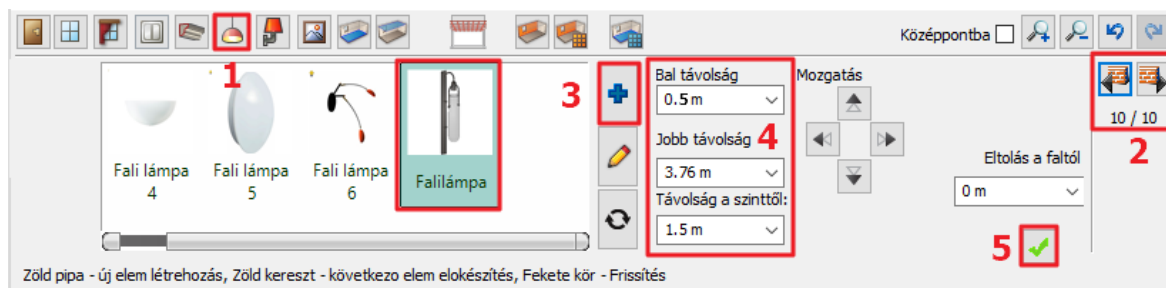 Középpontba
1
3
Bal távolság
0.5 m
Mozgatás
10 / 10
2
Jobb távolság
4
3.76 m
Eltolás a faltól
0 m
Fali lámpa
4
Fali lámpa
5
Fali lámpa
6
Falilámpa
Távolság a szinttől:
1.5 m
5
Zöld pipa - új elem létrehozás, Zöld kereszt - következo elem elokészítés, Fekete kör - Frissítés